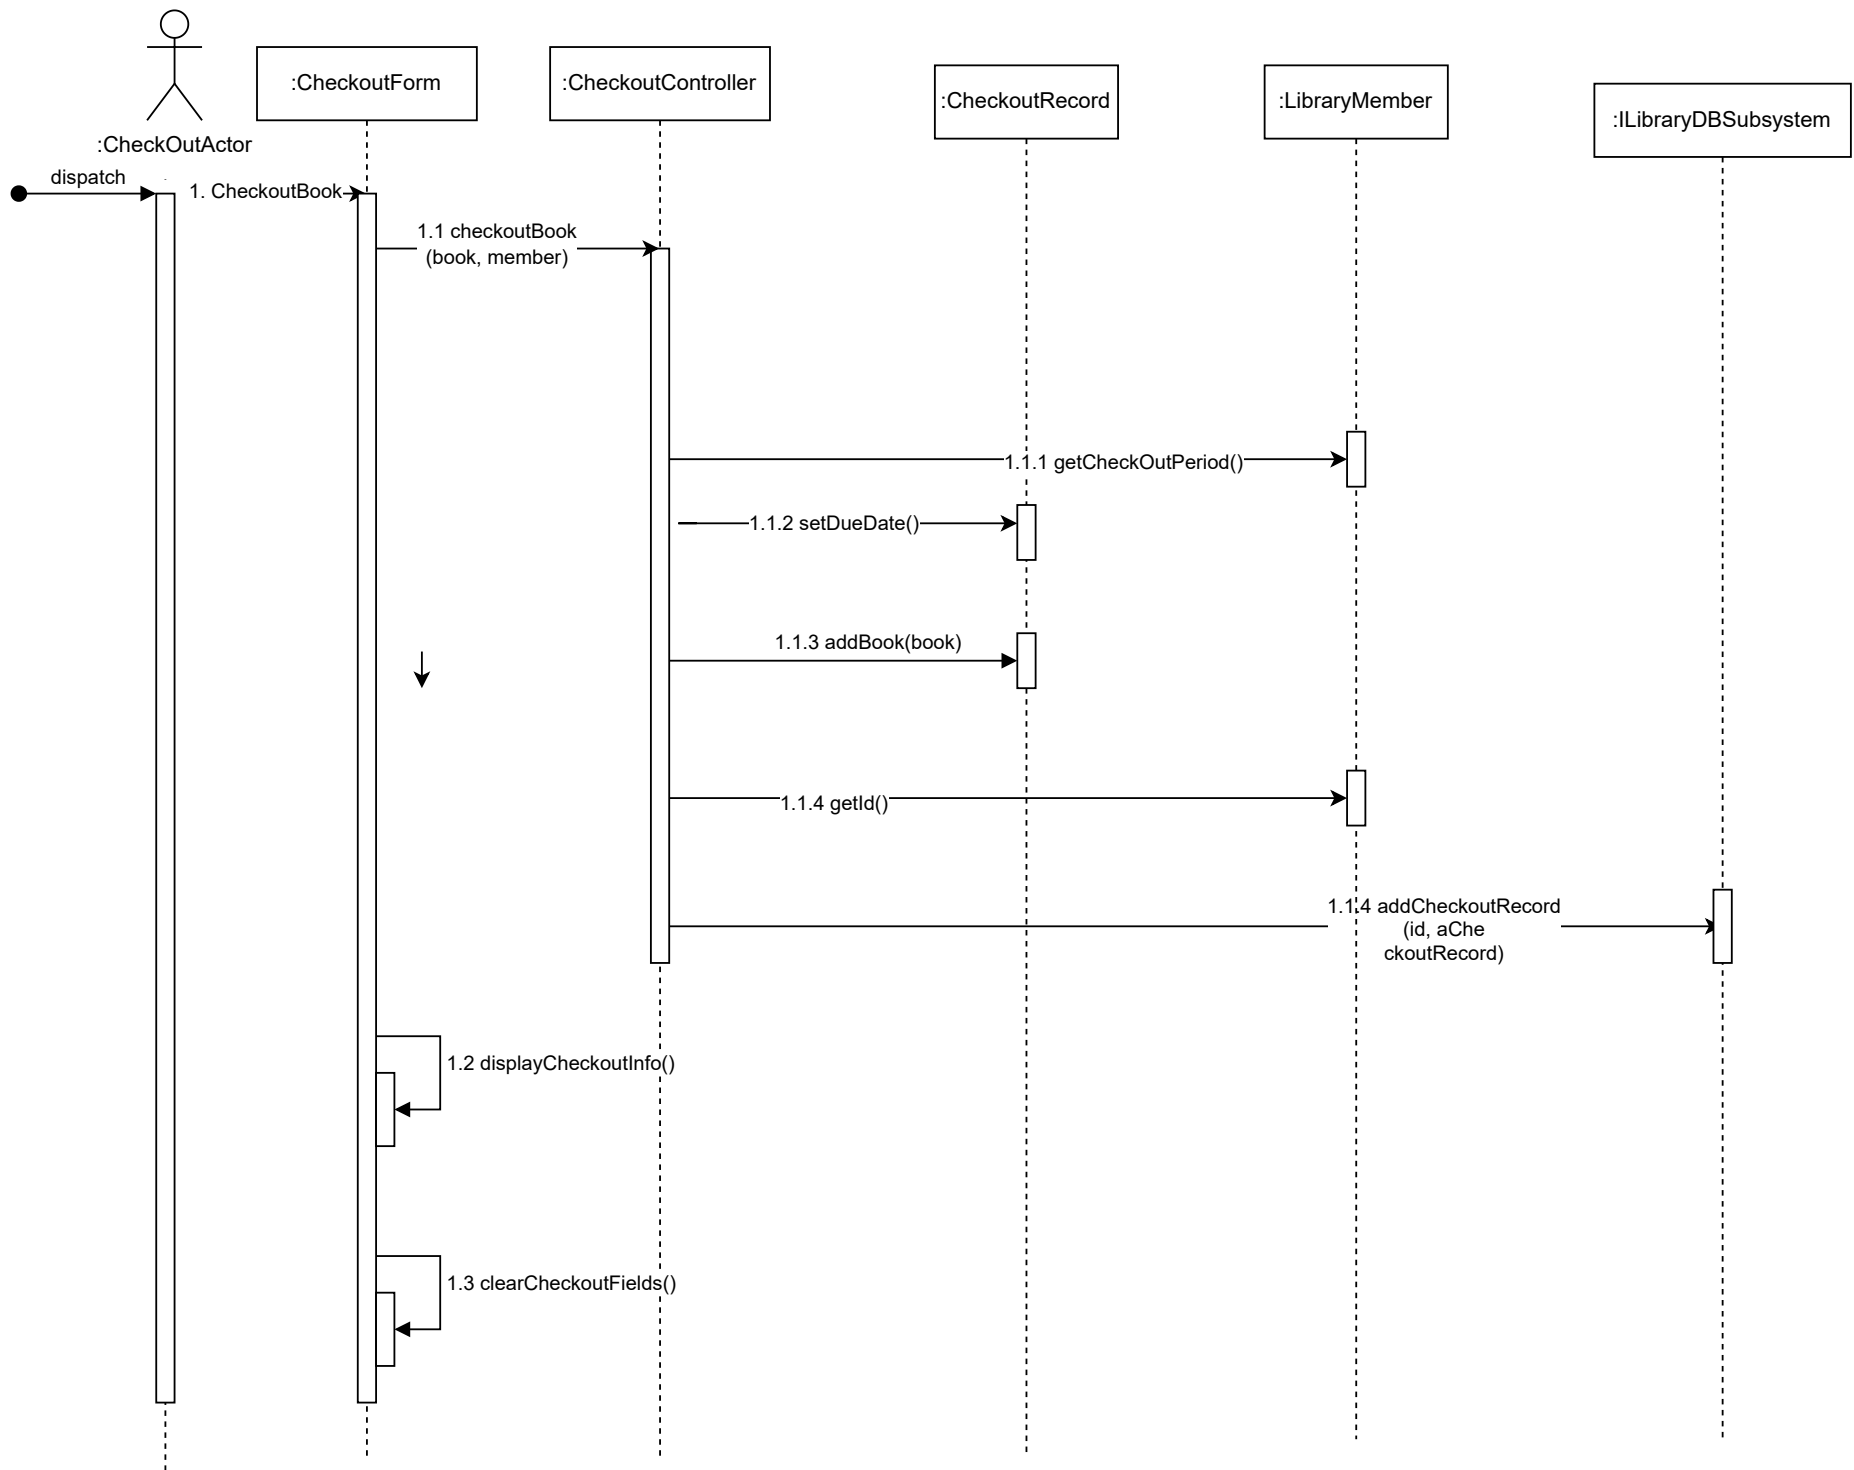 :CheckoutForm
:CheckoutController
:CheckoutRecord
:LibraryMember
:ILibraryDBSubsystem
:CheckOutActor
dispatch
1. CheckoutBook
1.1 checkoutBook
(book, member)
1.1.1 getCheckOutPeriod()
1.1.2 setDueDate()
1.1.3 addBook(book)
1.1.4 getId()
1.1.4 addCheckoutRecord
(id, aChe
ckoutRecord)
1.2 displayCheckoutInfo()
1.3 clearCheckoutFields()